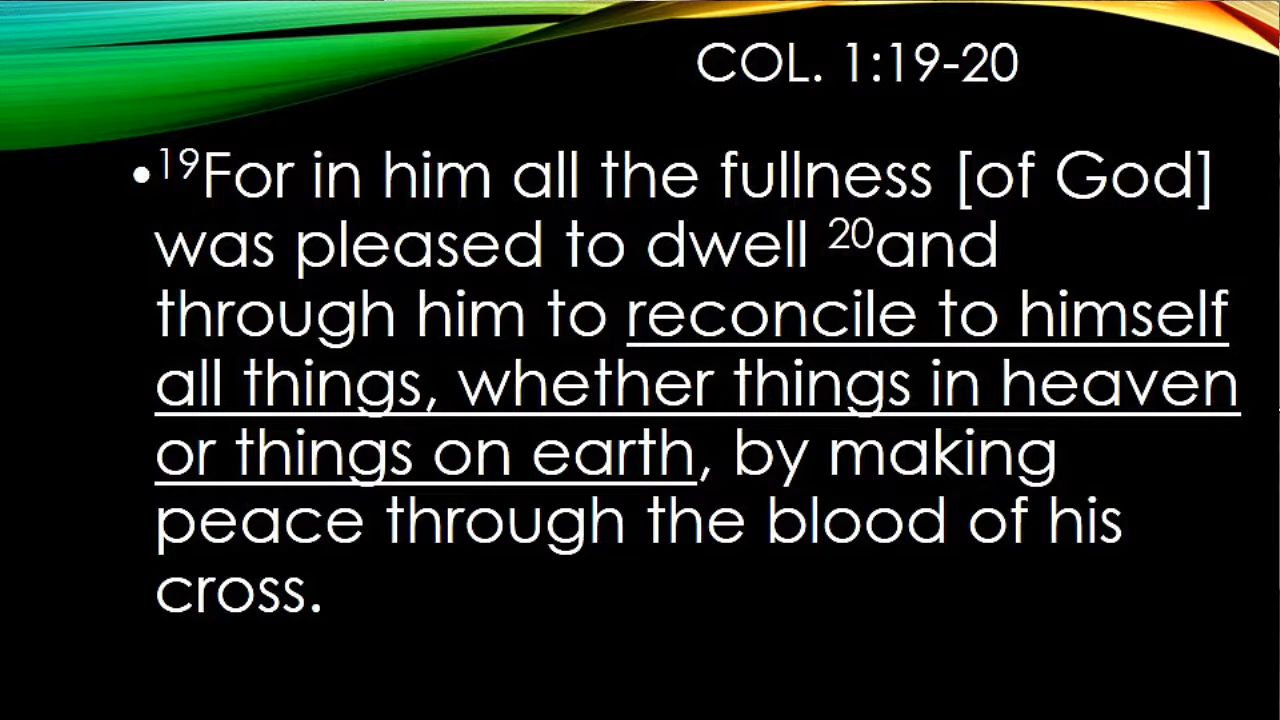 COL. 1:19-20
•¹⁹For in him all the fullness [of God]
was pleased to dwell ²⁰and
through him to reconcile to himself
all things, whether things in heaven
or things on earth, by making
peace through the blood of his
cross.